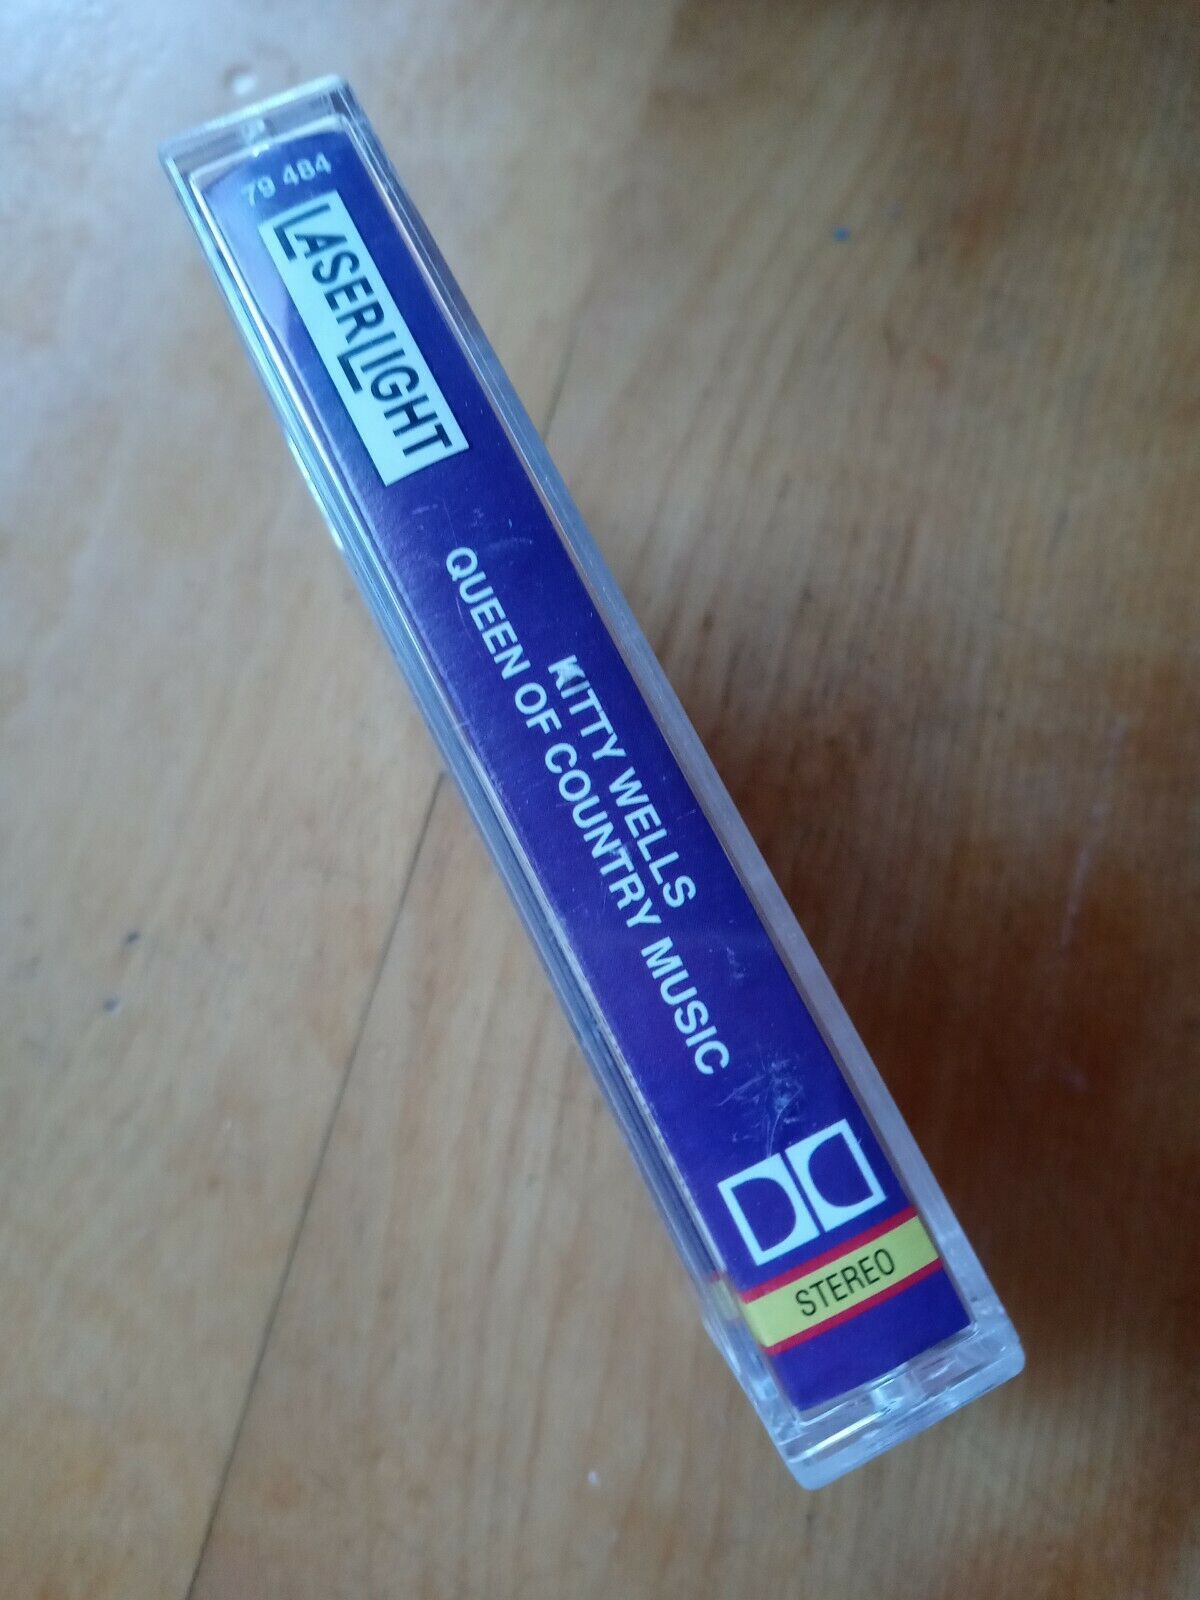 79 484
LASERLIGHT
KITTY WELLS
QUEEN OF COUNTRY MUSIC
STEREO